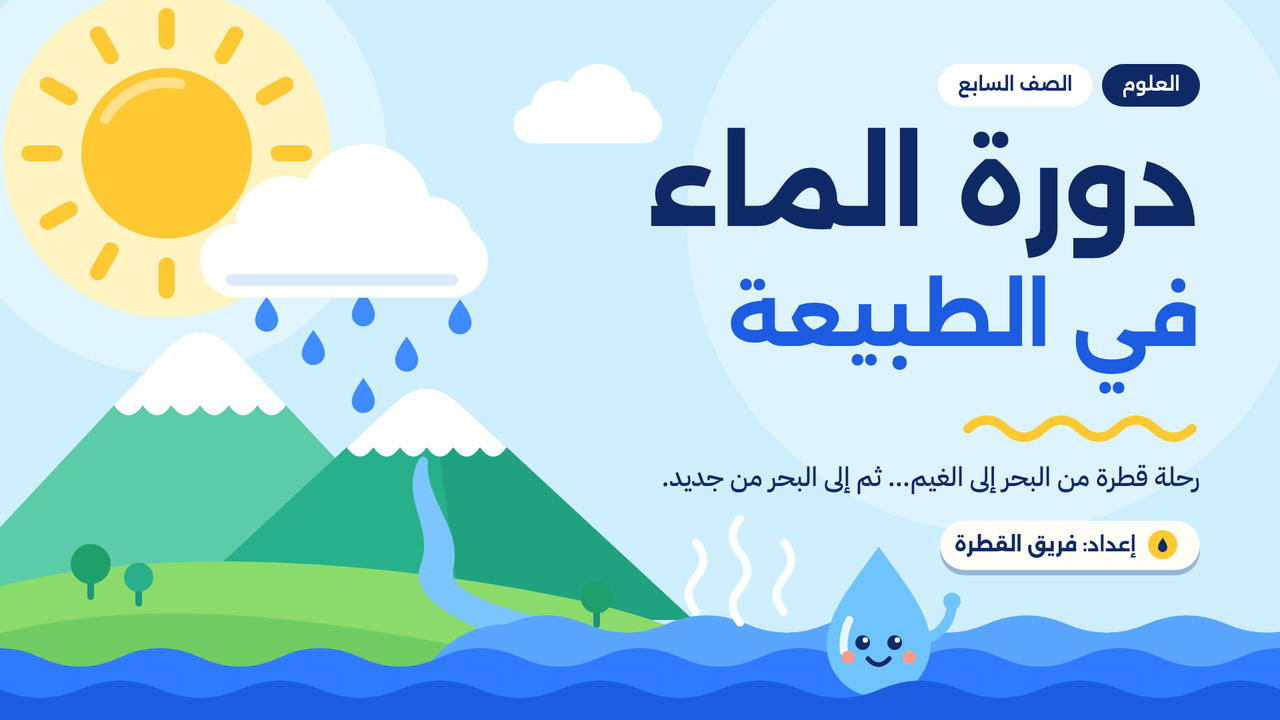 العلوم
الصف السابع
دورة الماء
في الطبيعة
رحلة قطرة من البحر إلى الغيم... ثم إلى البحر من جديد.
إعداد: فريق القطرة